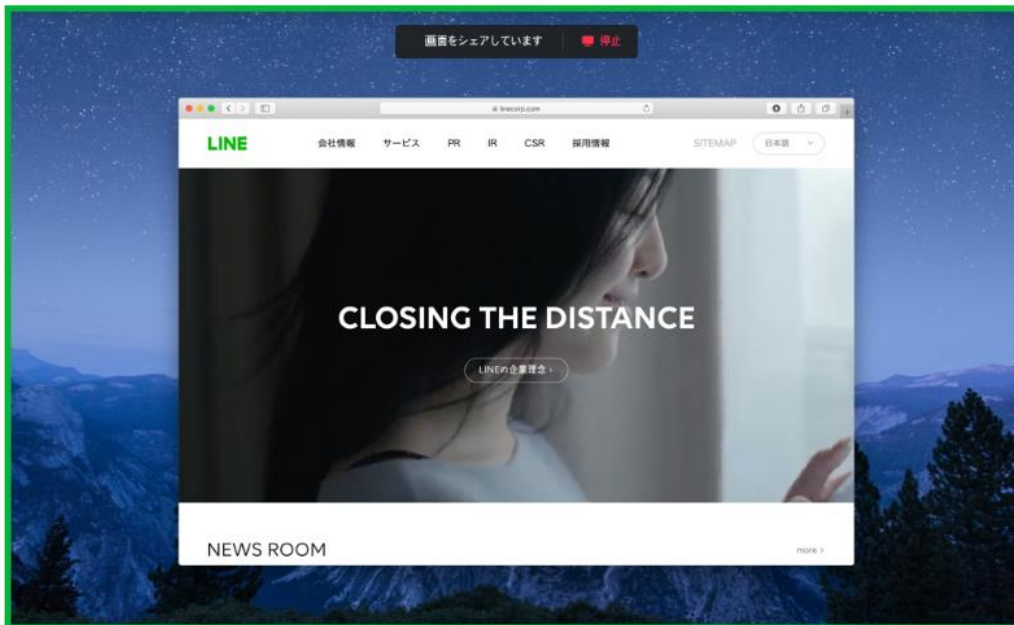 画面をシェアしています 停止
linecorp.com
LINE 会社情報 サービス PR IR CSR 採用情報 SITEMAP 日本語
CLOSING THE DISTANCE
LINEの企業理念 ›
NEWS ROOM more >